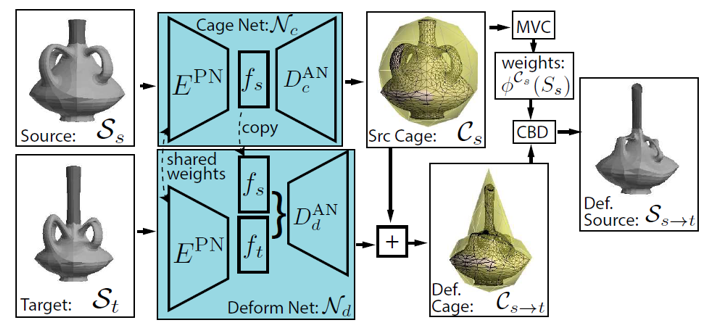 Source: 𝒮_s
Cage Net: 𝒩_c
E^PN
f_s
D_c^AN
Src Cage: 𝒞_s
MVC
weights:
ϕ^{𝒞_s}(S_s)
CBD
Def.
Source: 𝒮_{s→t}
copy
shared
weights
Target: 𝒮_t
E^PN
f_s
f_t
}
D_d^AN
Deform Net: 𝒩_d
+
Def.
Cage: 𝒞_{s→t}